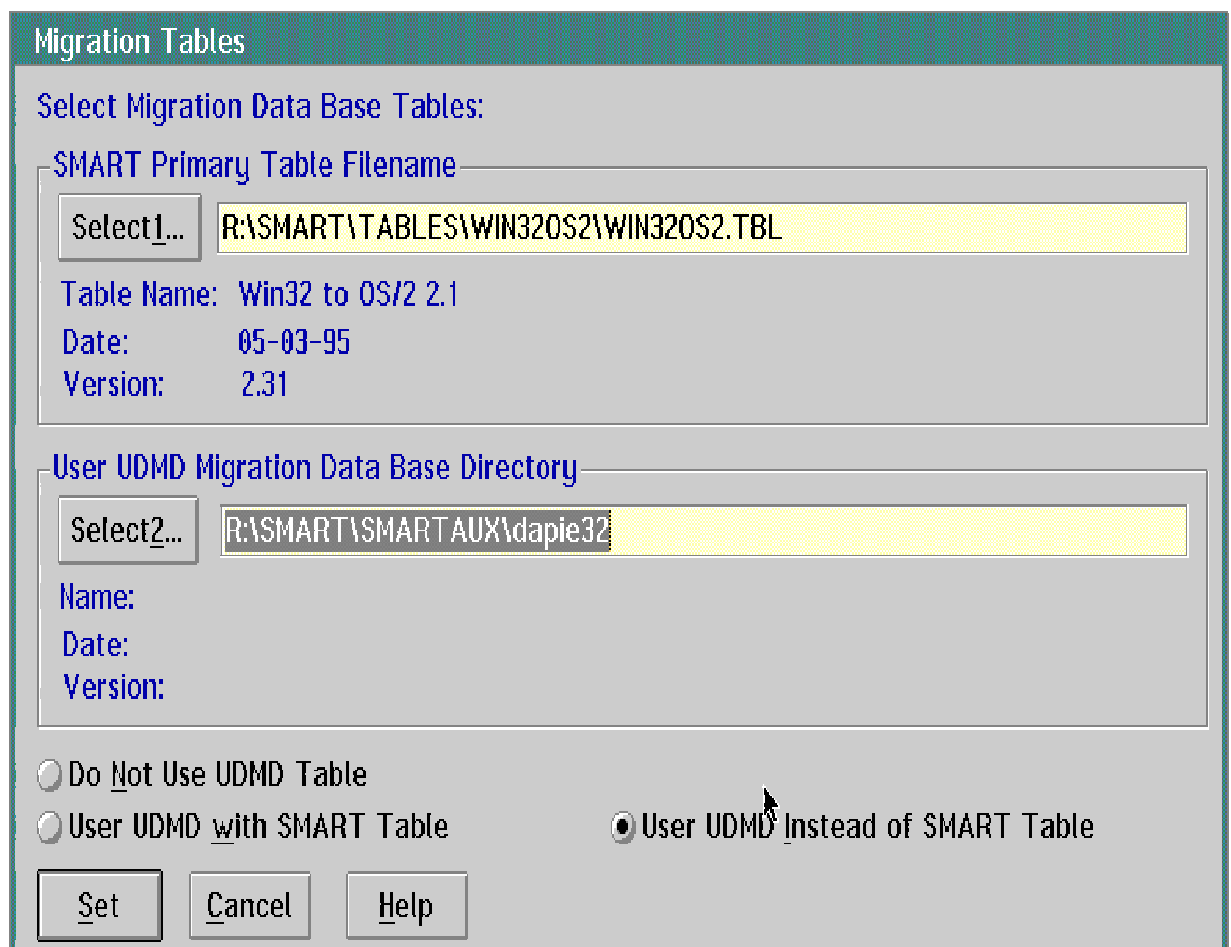 Migration Tables
Select Migration Data Base Tables:
SMART Primary Table Filename
Select1... R:\SMART\TABLES\WIN32OS2\WIN32OS2.TBL
Table Name: Win32 to OS/2 2.1
Date: 05-03-95
Version: 2.31
User UDMD Migration Data Base Directory
Select2... R:\SMART\SMARTAUX\dapie32
Name:
Date:
Version:
Do Not Use UDMD Table
User UDMD with SMART Table User UDMD Instead of SMART Table
Set Cancel Help